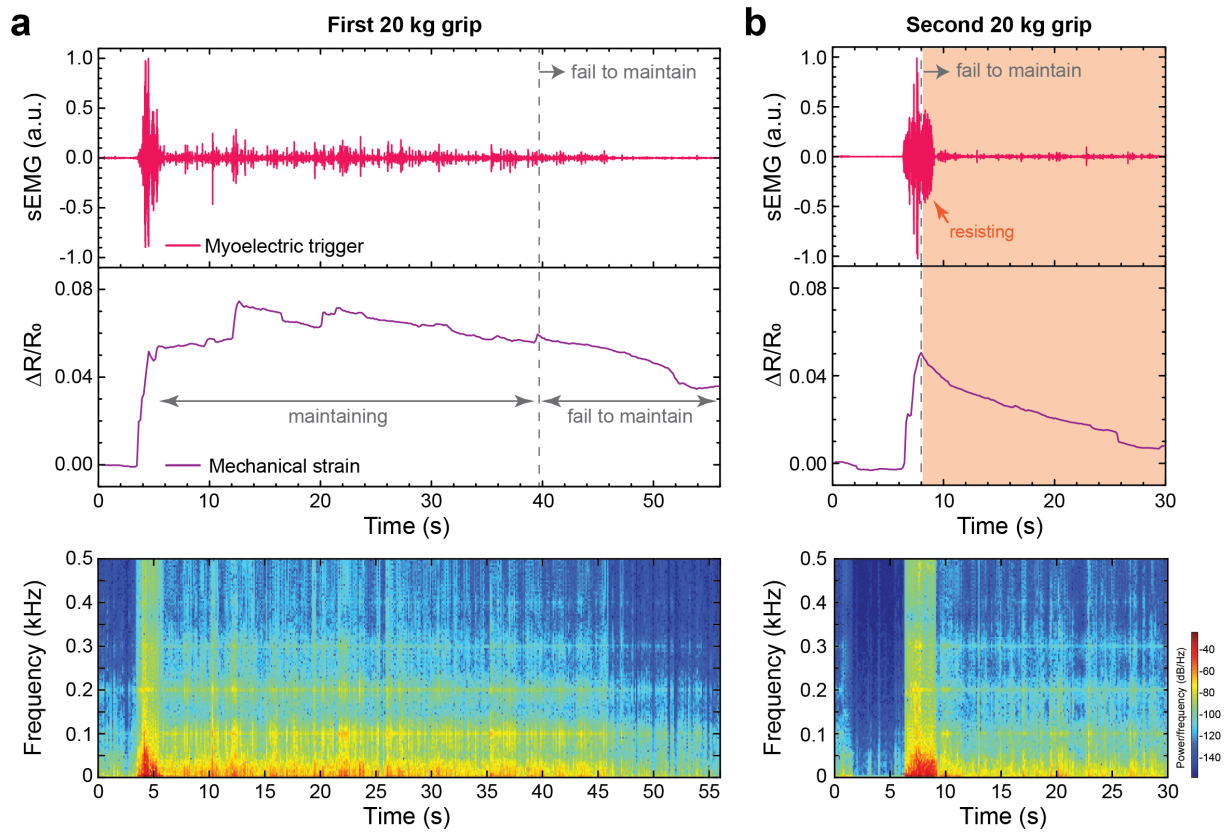 a
First 20 kg grip
1.0
0.5
0.0
-0.5
-1.0
sEMG (a.u.)
fail to maintain
Myoelectric trigger
0.08
0.04
0.00
ΔR/R₀
maintaining
fail to maintain
Mechanical strain
0 10 20 30 40 50
Time (s)
0.5
0.4
0.3
0.2
0.1
0
Frequency (kHz)
0 5 10 15 20 25 30 35 40 45 50 55
Time (s)
b
Second 20 kg grip
1.0
0.5
0.0
-0.5
-1.0
sEMG (a.u.)
fail to maintain
resisting
0.08
0.04
0.00
ΔR/R₀
0 10 20 30
Time (s)
0.5
0.4
0.3
0.2
0.1
0
Frequency (kHz)
0 5 10 15 20 25 30
Time (s)
-40
-60
-80
-100
-120
-140
Power/frequency (dB/Hz)